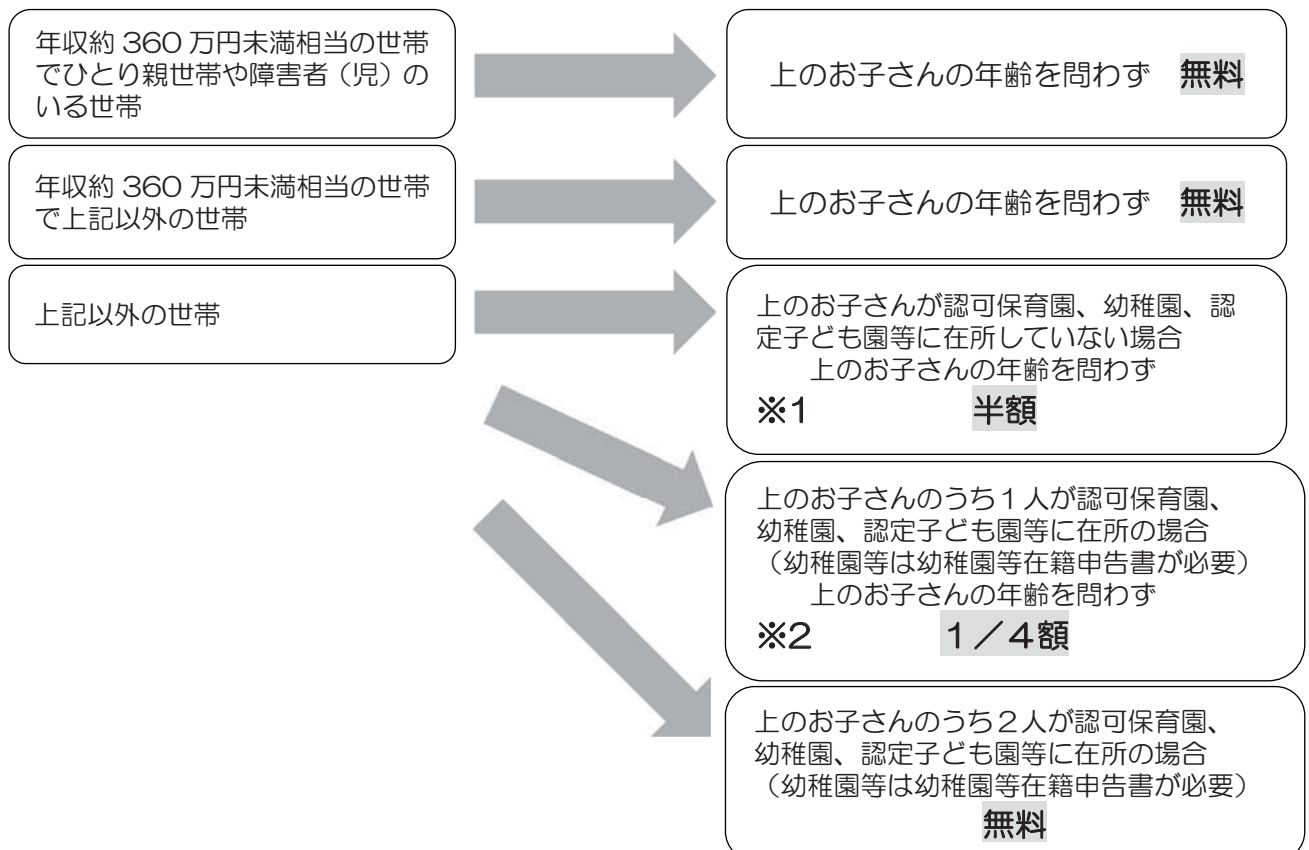 年収約 360 万円未満相当の世帯
でひとり親世帯や障害者（児）の
いる世帯
上のお子さんの年齢を問わず　無料
年収約 360 万円未満相当の世帯
で上記以外の世帯
上のお子さんの年齢を問わず　無料
上記以外の世帯
上のお子さんが認可保育園、幼稚園、認
定子ども園等に在所していない場合
上のお子さんの年齢を問わず
※1　半額
上のお子さんのうち１人が認可保育園、
幼稚園、認定子ども園等に在所の場合
（幼稚園等は幼稚園等在籍申告書が必要）
上のお子さんの年齢を問わず
※2　１／４額
上のお子さんのうち２人が認可保育園、
幼稚園、認定子ども園等に在所の場合
（幼稚園等は幼稚園等在籍申告書が必要）
無料